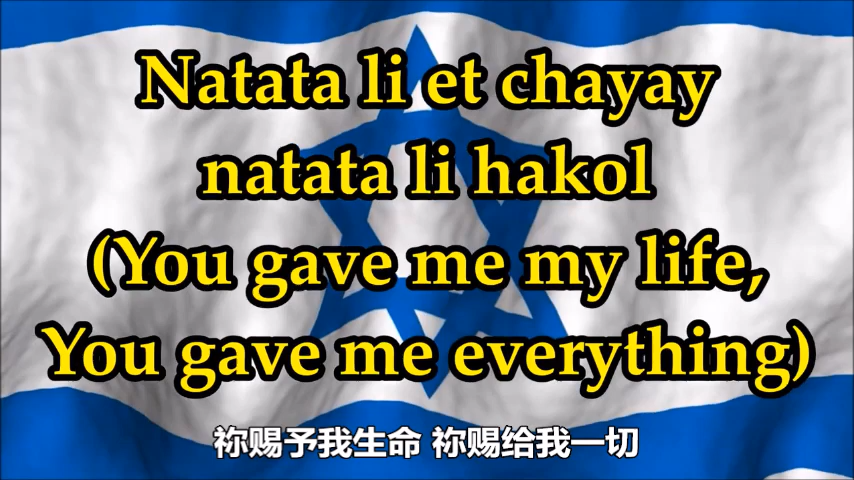 Natata li et chayay
natata li hakol
(You gave me my life,
You gave me everything)
祢赐予我生命 祢赐给我一切